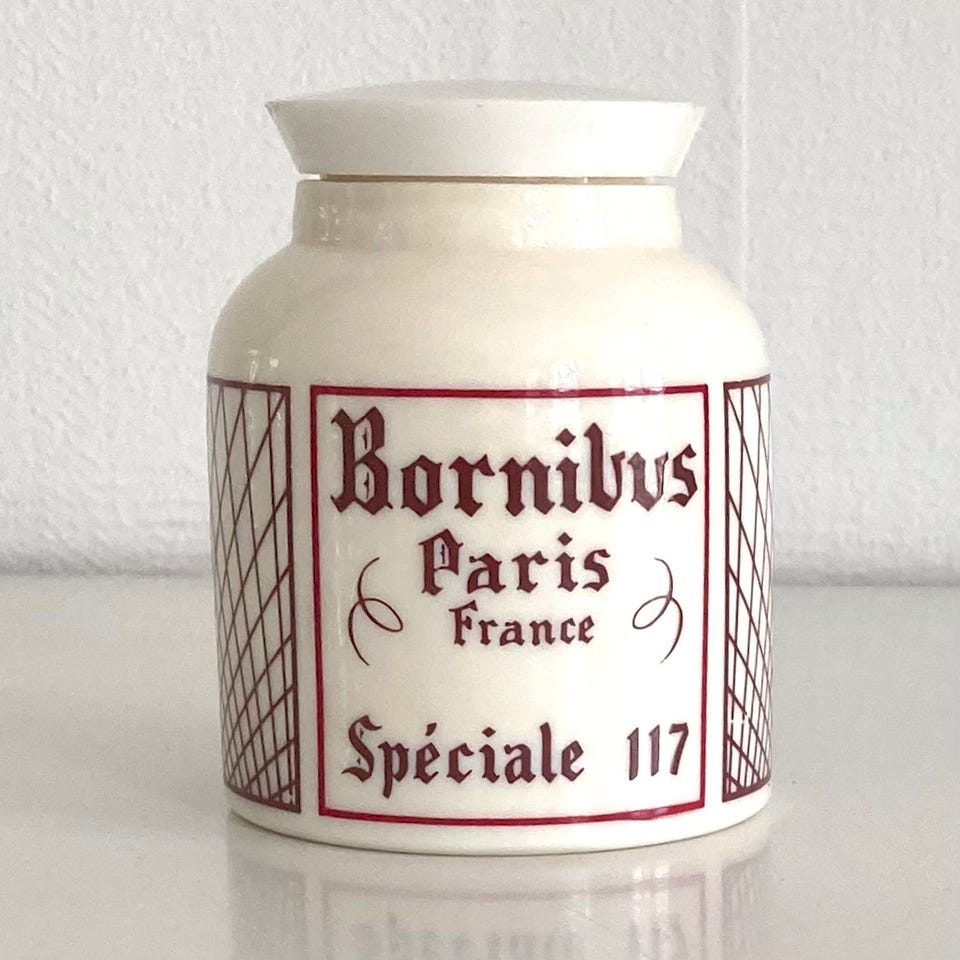 Bornibus
Paris
France
Spéciale 117